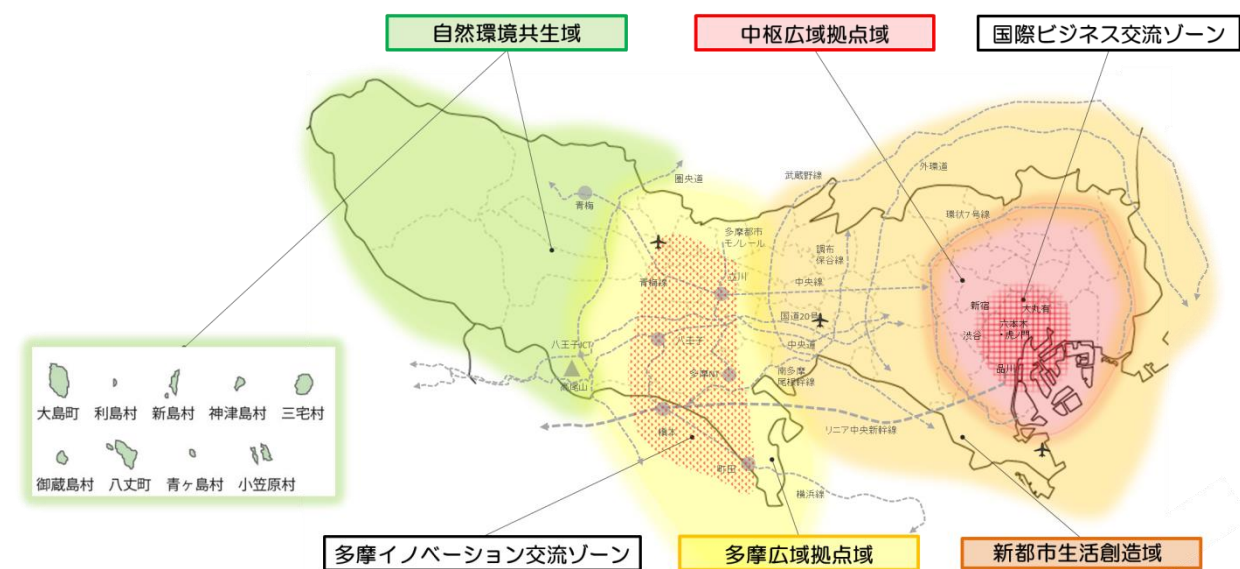 自然環境共生域
中枢広域拠点域
国際ビジネス交流ゾーン
圏央道
武蔵野線
外環道
青梅
環状7号線
多摩都市
モノレール
調布
保谷線
青梅線
立川
中央線
新宿
大丸有
国道20号
六本木
・虎ノ門
渋谷
八王子JCT
八王子
中央道
品川
高尾山
多摩NT
南多摩
尾根幹線
橋本
リニア中央新幹線
町田
横浜線
大島町
利島村
新島村
神津島村
三宅村
御蔵島村
八丈町
青ヶ島村
小笠原村
多摩イノベーション交流ゾーン
多摩広域拠点域
新都市生活創造域